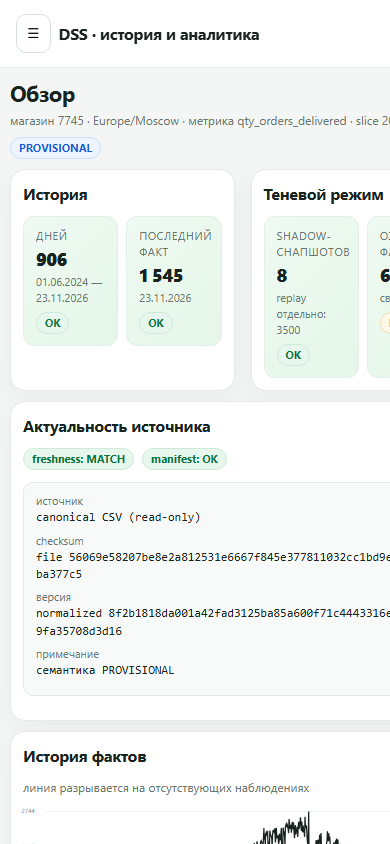 ☰ DSS · история и аналитика
Обзор
магазин 7745 · Europe/Moscow · метрика qty_orders_delivered · slice
PROVISIONAL
История
ДНЕЙ
906
01.06.2024 —
23.11.2026
OK
ПОСЛЕДНИЙ
ФАКТ
1 545
23.11.2026
OK
Теневой режим
SHADOW-
СНАПШОТОВ
8
replay
отдельно:
3500
OK
Актуальность источника
freshness: MATCH
manifest: OK
источник
canonical CSV (read-only)
checksum
file 56069e58207be8e2a812531e6667f845e377811032cc1bd9e
ba377c5
версия
normalized 8f2b1818da001a42fad3125ba85a600f71c4443316e
9fa35708d3d16
примечание
семантика PROVISIONAL
История фактов
линия разрывается на отсутствующих наблюдениях
2744